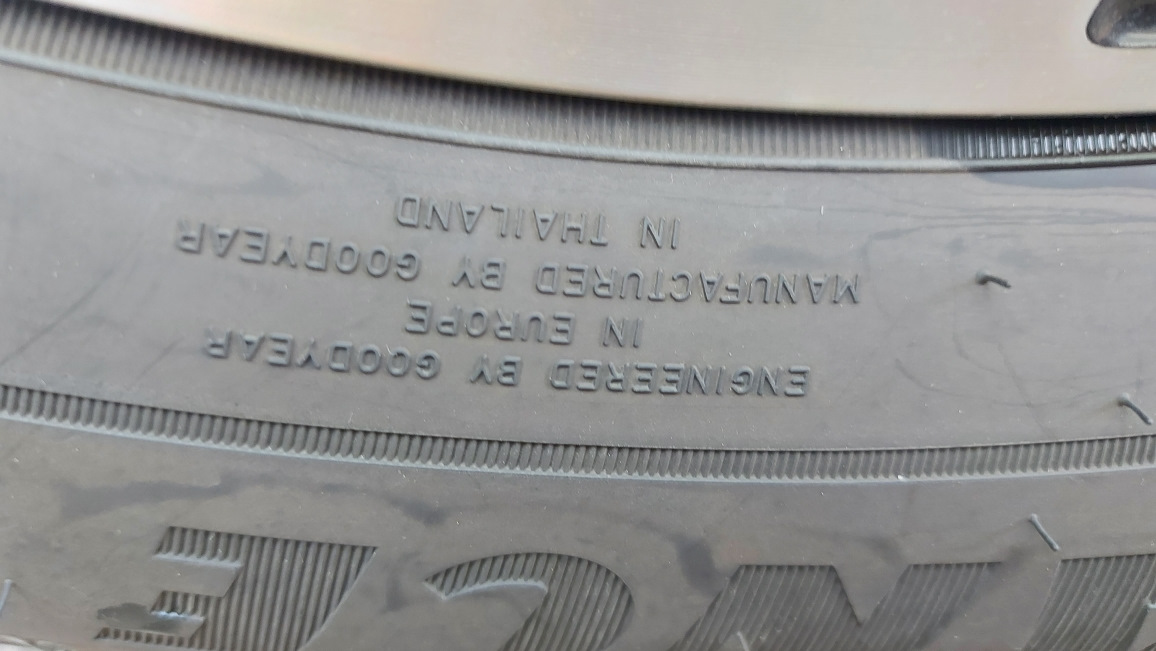 ENGINEERED BY GOODYEAR
IN EUROPE
MANUFACTURED BY GOODYEAR
IN THAILAND